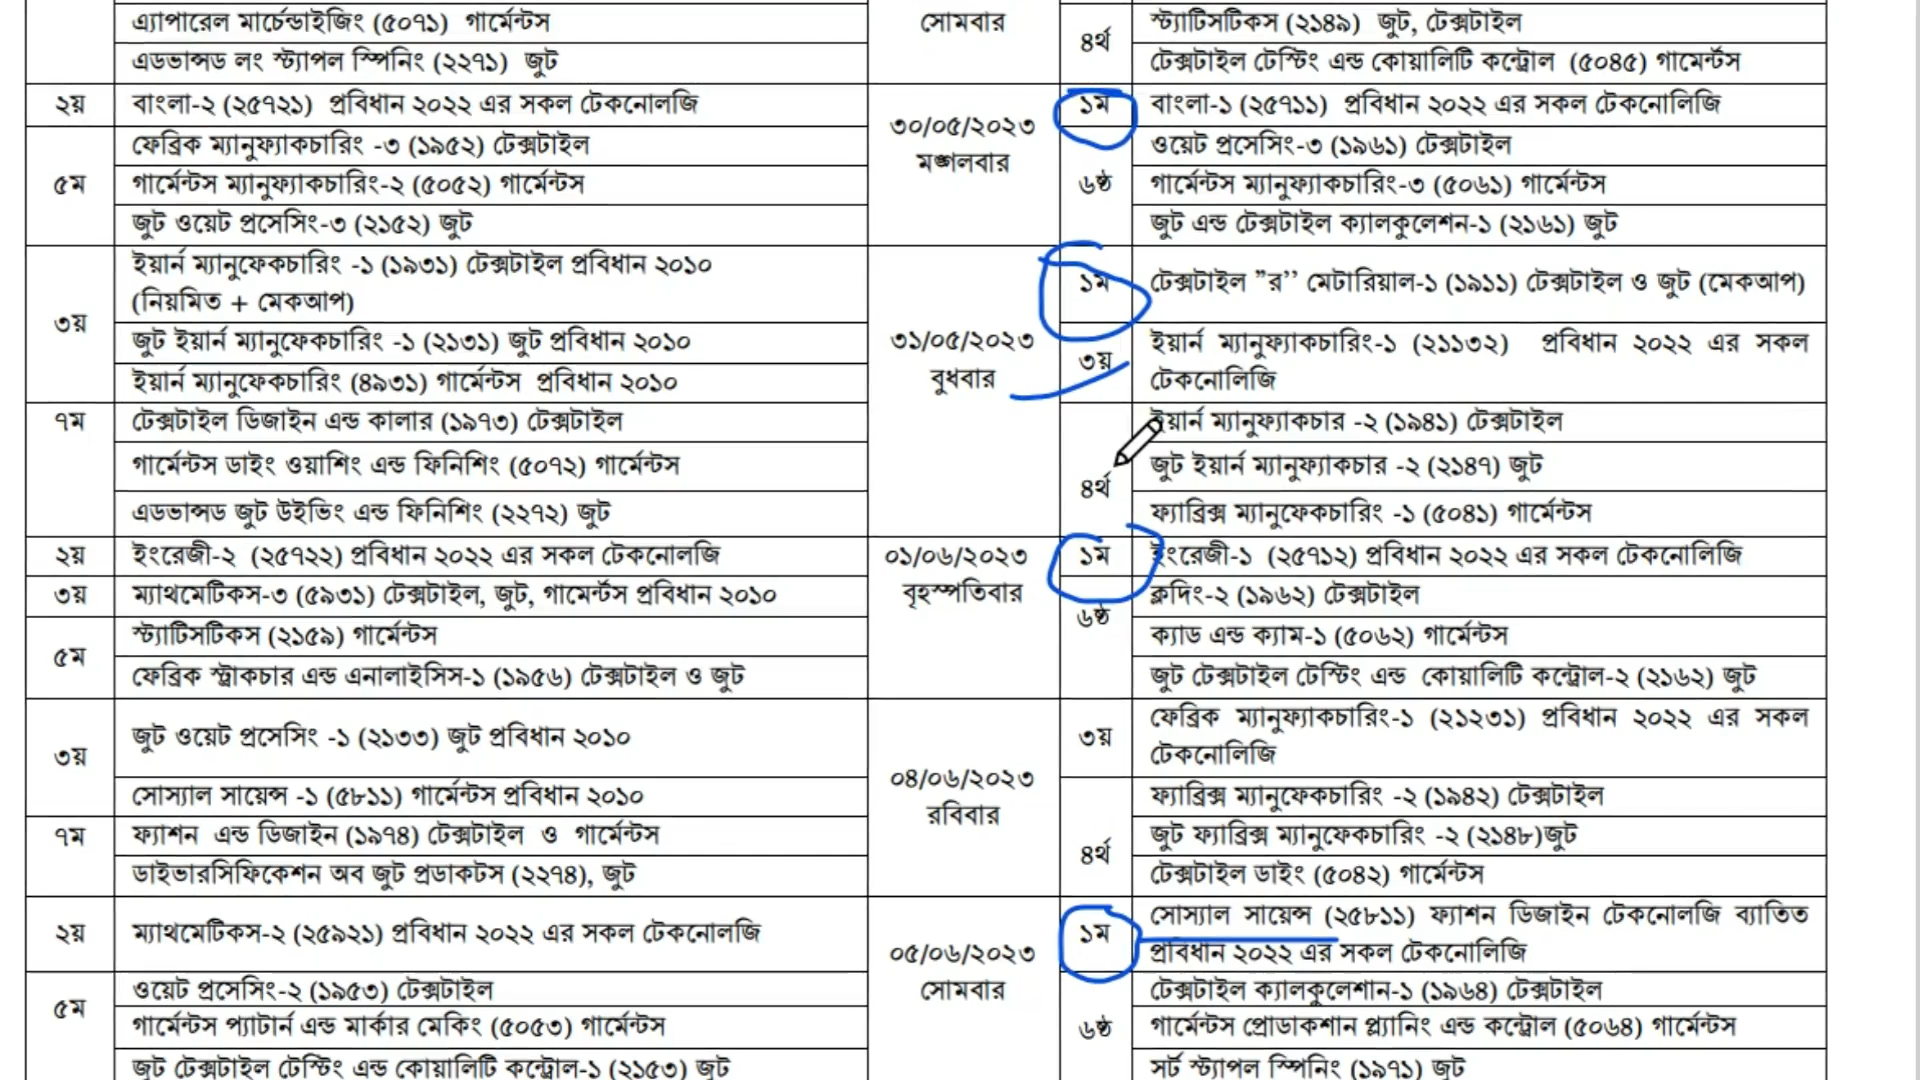 এ্যাপারেল মার্চেন্ডাইজিং (৫০৭১) গার্মেন্টস
এডভান্সড লং স্ট্যাপল স্পিনিং (২২৭১) জুট
সোমবার
৪র্থ
স্ট্যাটিসটিকস (২১৪৯) জুট, টেক্সটাইল
টেক্সটাইল টেস্টিং এন্ড কোয়ালিটি কন্ট্রোল (৫০৪৫) গামের্ন্টস
২য়
বাংলা-২ (২৫৭২১) প্রবিধান ২০২২ এর সকল টেকনোলজি
৫ম
ফেব্রিক ম্যানুফ্যাকচারিং -৩ (১৯৫২) টেক্সটাইল
গার্মেন্টস ম্যানুফ্যাকচারিং-২ (৫০৫২) গার্মেন্টস
জুট ওয়েট প্রসেসিং-৩ (২১৫২) জুট
৩০/০৫/২০২৩
মঙ্গলবার
১ম
বাংলা-১ (২৫৭১১) প্রবিধান ২০২২ এর সকল টেকনোলিজি
৬ষ্ঠ
ওয়েট প্রসেসিং-৩ (১৯৬১) টেক্সটাইল
গার্মেন্টস ম্যানুফ্যাকচারিং-৩ (৫০৬১) গার্মেন্টস
জুট এন্ড টেক্সটাইল ক্যালকুলেশন-১ (২১৬১) জুট
৩য়
ইয়ার্ন ম্যানুফেকচারিং -১ (১৯৩১) টেক্সটাইল প্রবিধান ২০১০
(নিয়মিত + মেকআপ)
জুট ইয়ার্ন ম্যানুফেকচারিং -১ (২১৩১) জুট প্রবিধান ২০১০
ইয়ার্ন ম্যানুফেকচারিং (৪৯৩১) গার্মেন্টস প্রবিধান ২০১০
৭ম
টেক্সটাইল ডিজাইন এন্ড কালার (১৯৭৩) টেক্সটাইল
গার্মেন্টস ডাইং ওয়াশিং এন্ড ফিনিশিং (৫০৭২) গার্মেন্টস
এডভান্সড জুট উইভিং এন্ড ফিনিশিং (২২৭২) জুট
৩১/০৫/২০২৩
বুধবার
১ম
টেক্সটাইল ”র’’ মেটারিয়াল-১ (১৯১১) টেক্সটাইল ও জুট (মেকআপ)
৩য়
ইয়ার্ন ম্যানুফ্যাকচারিং-১ (২১১৩২) প্রবিধান ২০২২ এর সকল
টেকনোলিজি
৪র্থ
ইয়ার্ন ম্যানুফ্যাকচার -২ (১৯৪১) টেক্সটাইল
জুট ইয়ার্ন ম্যানুফ্যাকচার -২ (২১৪৭) জুট
ফ্যাব্রিক্স ম্যানুফেকচারিং -১ (৫০৪১) গার্মেন্টস
২য়
ইংরেজী-২ (২৫৭২২) প্রবিধান ২০২২ এর সকল টেকনোলজি
৩য়
ম্যাথমেটিকস-৩ (৫৯৩১) টেক্সটাইল, জুট, গামের্ন্টস প্রবিধান ২০১০
৫ম
স্ট্যাটিসটিকস (২১৫৯) গার্মেন্টস
ফেব্রিক স্ট্রাকচার এন্ড এনালাইসিস-১ (১৯৫৬) টেক্সটাইল ও জুট
০১/০৬/২০২৩
বৃহস্পতিবার
১ম
ইংরেজী-১ (২৫৭১২) প্রবিধান ২০২২ এর সকল টেকনোলিজি
৬ষ্ঠ
ক্লদিং-২ (১৯৬২) টেক্সটাইল
ক্যাড এন্ড ক্যাম-১ (৫০৬২) গার্মেন্টস
জুট টেক্সটাইল টেস্টিং এন্ড কোয়ালিটি কন্ট্রোল-২ (২১৬২) জুট
৩য়
জুট ওয়েট প্রসেসিং -১ (২১৩৩) জুট প্রবিধান ২০১০
সোস্যাল সায়েন্স -১ (৫৮১১) গার্মেন্টস প্রবিধান ২০১০
৭ম
ফ্যাশন এন্ড ডিজাইন (১৯৭৪) টেক্সটাইল ও গার্মেন্টস
ডাইভারসিফিকেশন অব জুট প্রডাকটস (২২৭৪), জুট
০৪/০৬/২০২৩
রবিবার
৩য়
ফেব্রিক ম্যানুফ্যাকচারিং-১ (২১২৩১) প্রবিধান ২০২২ এর সকল
টেকনোলিজি
৪র্থ
ফ্যাব্রিক্স ম্যানুফেকচারিং -২ (১৯৪২) টেক্সটাইল
জুট ফ্যাব্রিক্স ম্যানুফেকচারিং -২ (২১৪৮)জুট
টেক্সটাইল ডাইং (৫০৪২) গার্মেন্টস
২য়
ম্যাথমেটিকস-২ (২৫৯২১) প্রবিধান ২০২২ এর সকল টেকনোলজি
৫ম
ওয়েট প্রসেসিং-২ (১৯৫৩) টেক্সটাইল
গার্মেন্টস প্যাটার্ন এন্ড মার্কার মেকিং (৫০৫৩) গার্মেন্টস
জুট টেক্সটাইল টেস্টিং এন্ড কোয়ালিটি কন্ট্রোল-১ (২১৫৩) জুট
০৫/০৬/২০২৩
সোমবার
১ম
সোস্যাল সায়েন্স (২৫৮১১) ফ্যাশন ডিজাইন টেকনোলজি ব্যাতিত
প্রবিধান ২০২২ এর সকল টেকনোলিজি
৬ষ্ঠ
টেক্সটাইল ক্যালকুলেশান-১ (১৯৬৪) টেক্সটাইল
গার্মেন্টস প্রোডাকশান প্ল্যানিং এন্ড কন্ট্রোল (৫০৬৪) গার্মেন্টস
সর্ট স্ট্যাপল স্পিনিং (১৯৭১) জুট